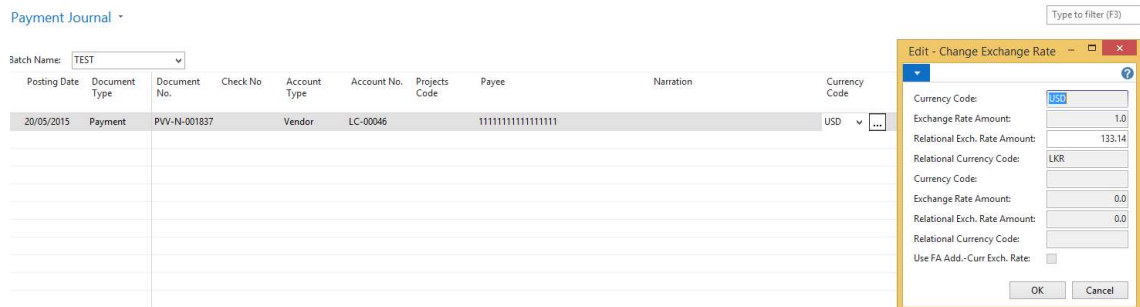 Payment Journal
Type to filter (F3)
Batch Name: TEST
Posting Date Document Type Document No. Check No Account Type Account No. Projects Code Payee Narration Currency Code
20/05/2015 Payment PVV-N-001837 Vendor LC-00046 11111111111111111 USD ...
Edit - Change Exchange Rate
Currency Code: USD
Exchange Rate Amount: 1.0
Relational Exch. Rate Amount: 133.14
Relational Currency Code: LKR
Currency Code:
Exchange Rate Amount: 0.0
Relational Exch. Rate Amount: 0.0
Relational Currency Code:
Use FA Add.-Curr Exch. Rate:
OK Cancel